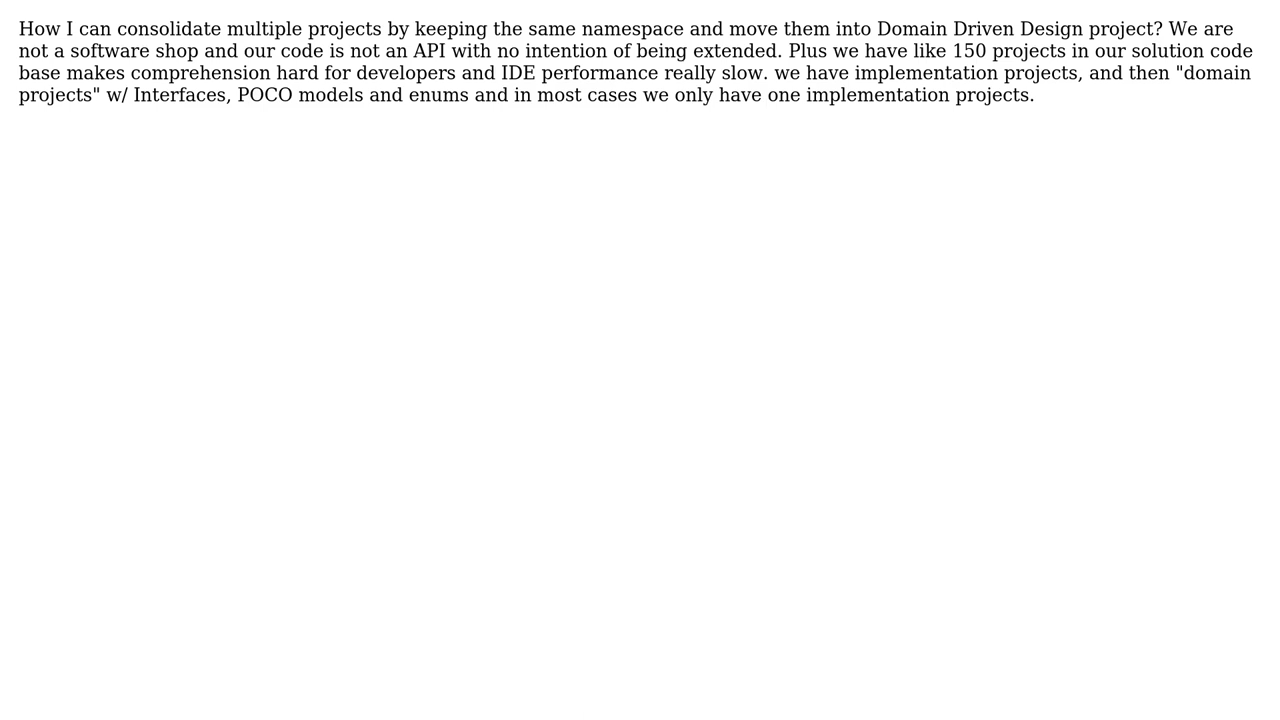 How I can consolidate multiple projects by keeping the same namespace and move them into Domain Driven Design project? We are
not a software shop and our code is not an API with no intention of being extended. Plus we have like 150 projects in our solution code
base makes comprehension hard for developers and IDE performance really slow. we have implementation projects, and then "domain
projects" w/ Interfaces, POCO models and enums and in most cases we only have one implementation projects.